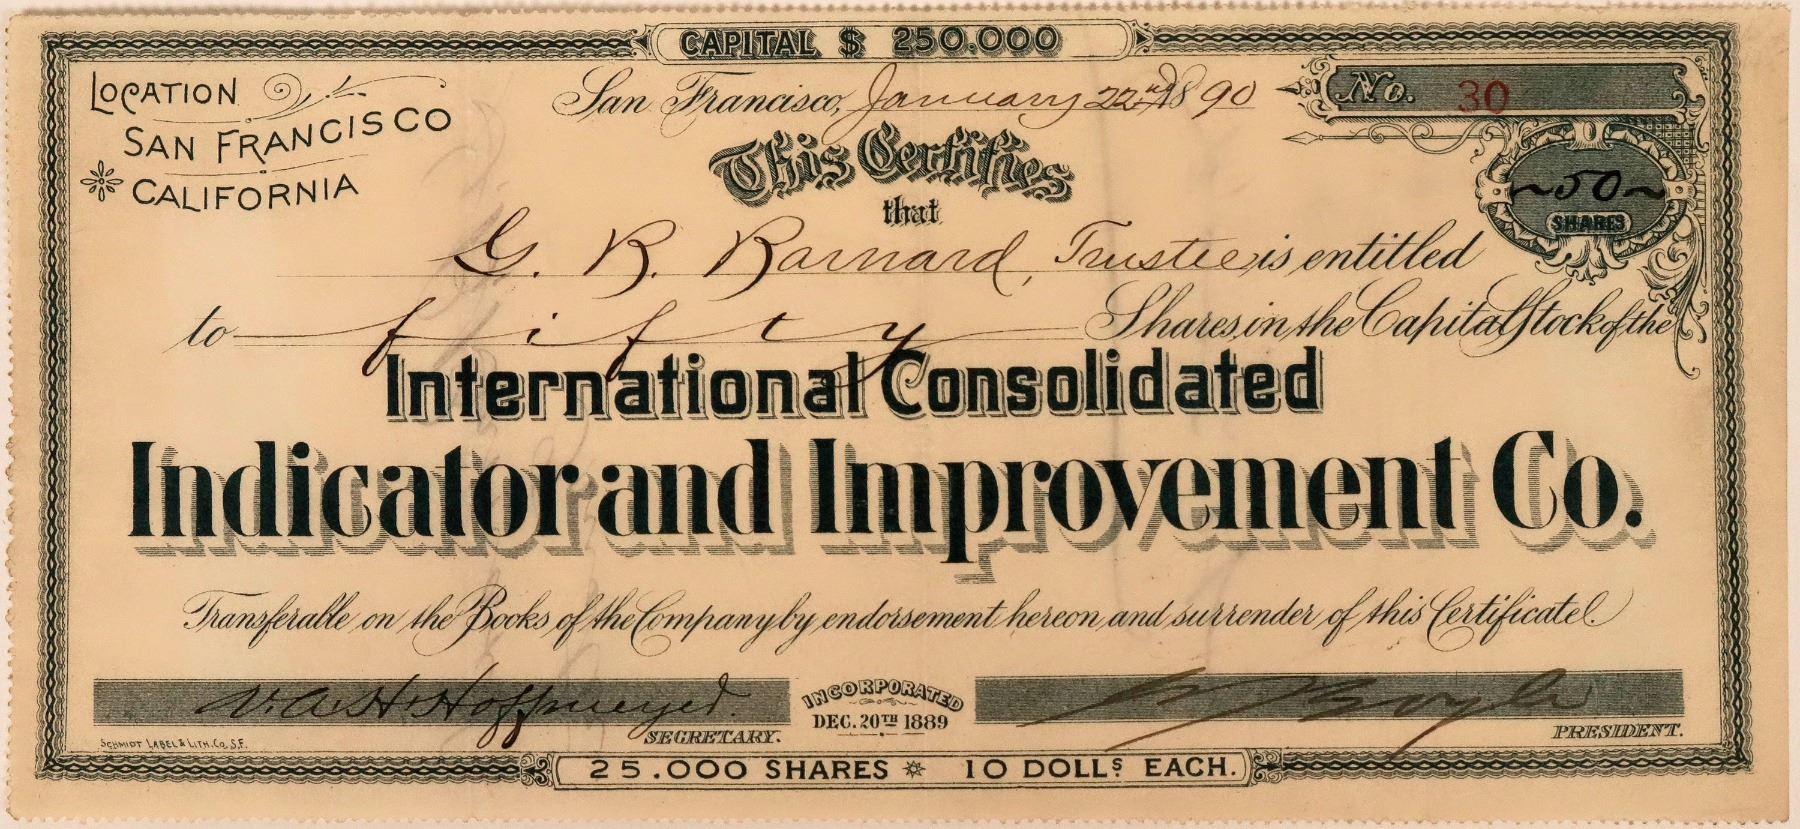 CAPITAL $ 250.000
LOCATION
SAN FRANCISCO
CALIFORNIA
San Francisco, January 22nd 1890
No. 30
This Certifies
that
~50~
SHARES
G. R. Barnard, Trustee is entitled
to fifty Shares, in the Capital Stock of the
International Consolidated
Indicator and Improvement Co.
Transferable on the Books of the Company by endorsement hereon and surrender of this Certificate.
SECRETARY.
INCORPORATED
DEC. 20TH 1889
PRESIDENT.
SCHMIDT LABEL & LITH. CO. S.F.
25.000 SHARES 10 DOLLS EACH.